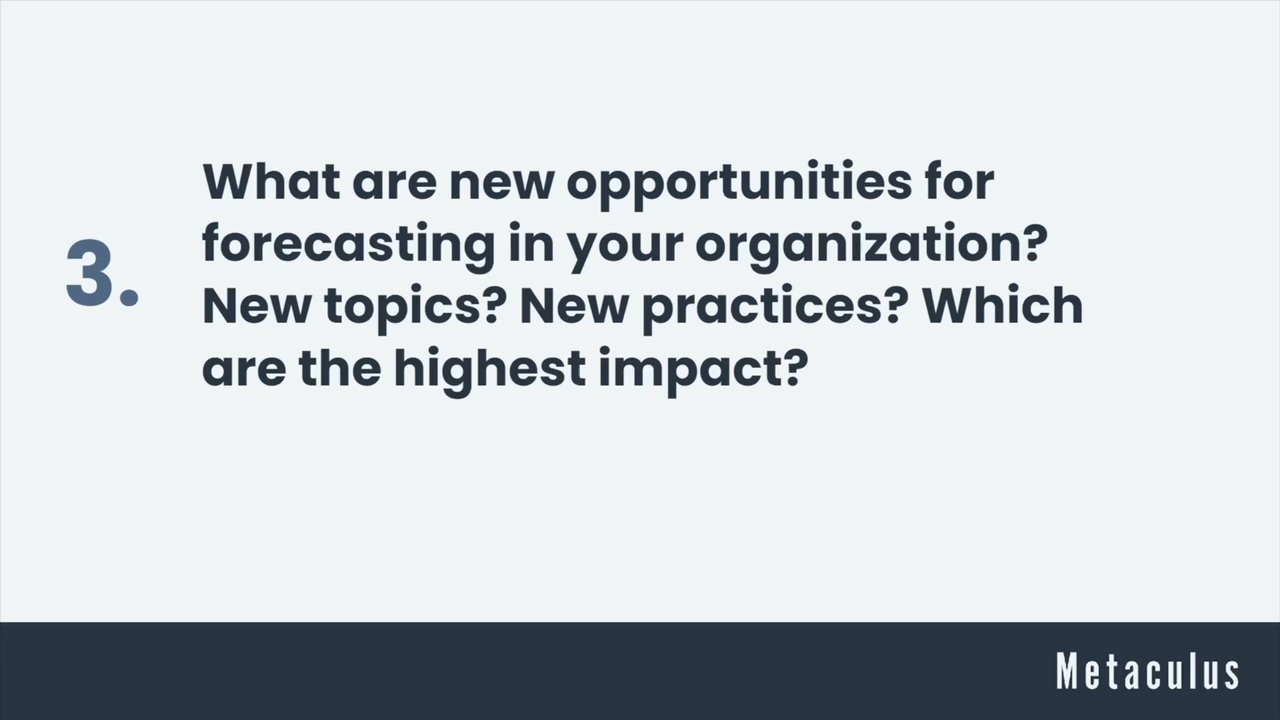 3.
What are new opportunities for
forecasting in your organization?
New topics? New practices? Which
are the highest impact?
Metaculus